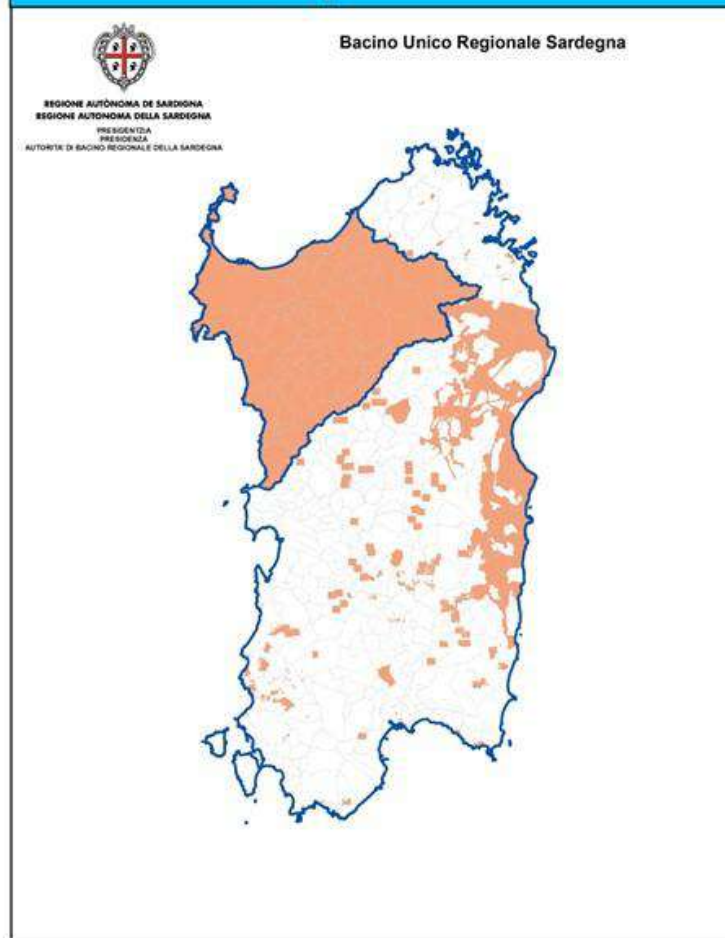 Bacino Unico Regionale Sardegna
REGIONE AUTÒNOMA DE SARDIGNA
REGIONE AUTONOMA DELLA SARDEGNA
PRESIDENTZIA
PRESIDENZA
AUTORITA' DI BACINO REGIONALE DELLA SARDEGNA